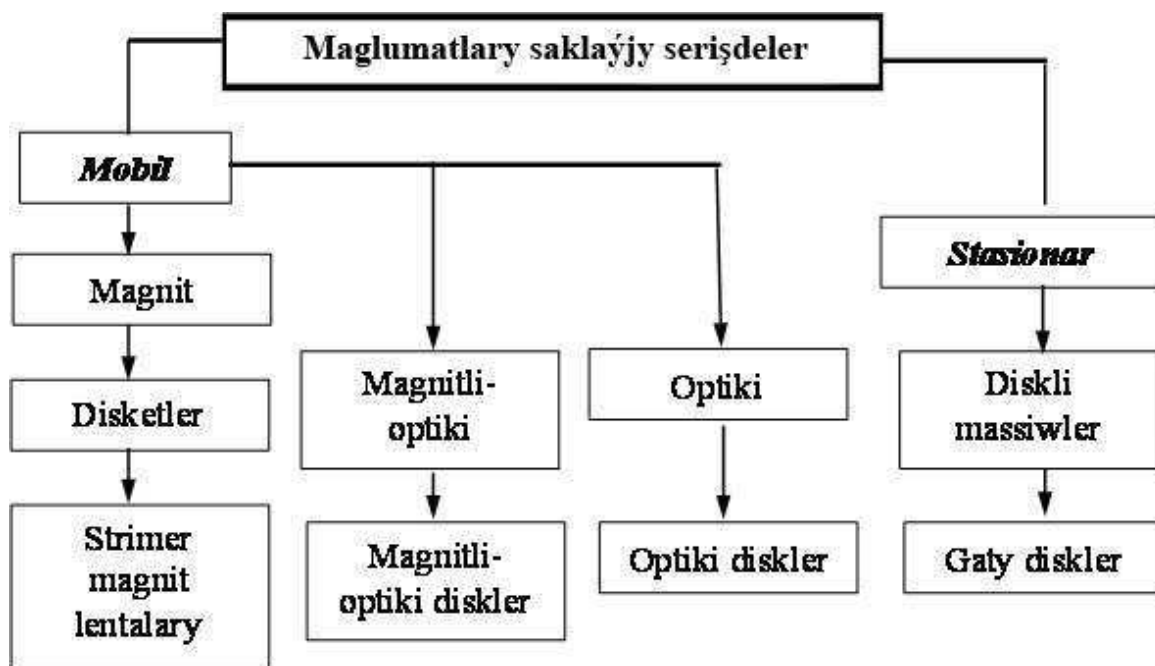 Maglumatlary saklaýjy serişdeler
Mobil
Stasionar
Magnit
Disketler
Strimer
magnit
lentalary
Magnitli-
optiki
Magnitli-
optiki diskler
Optiki
Optiki diskler
Diskli
massiwler
Gaty diskler